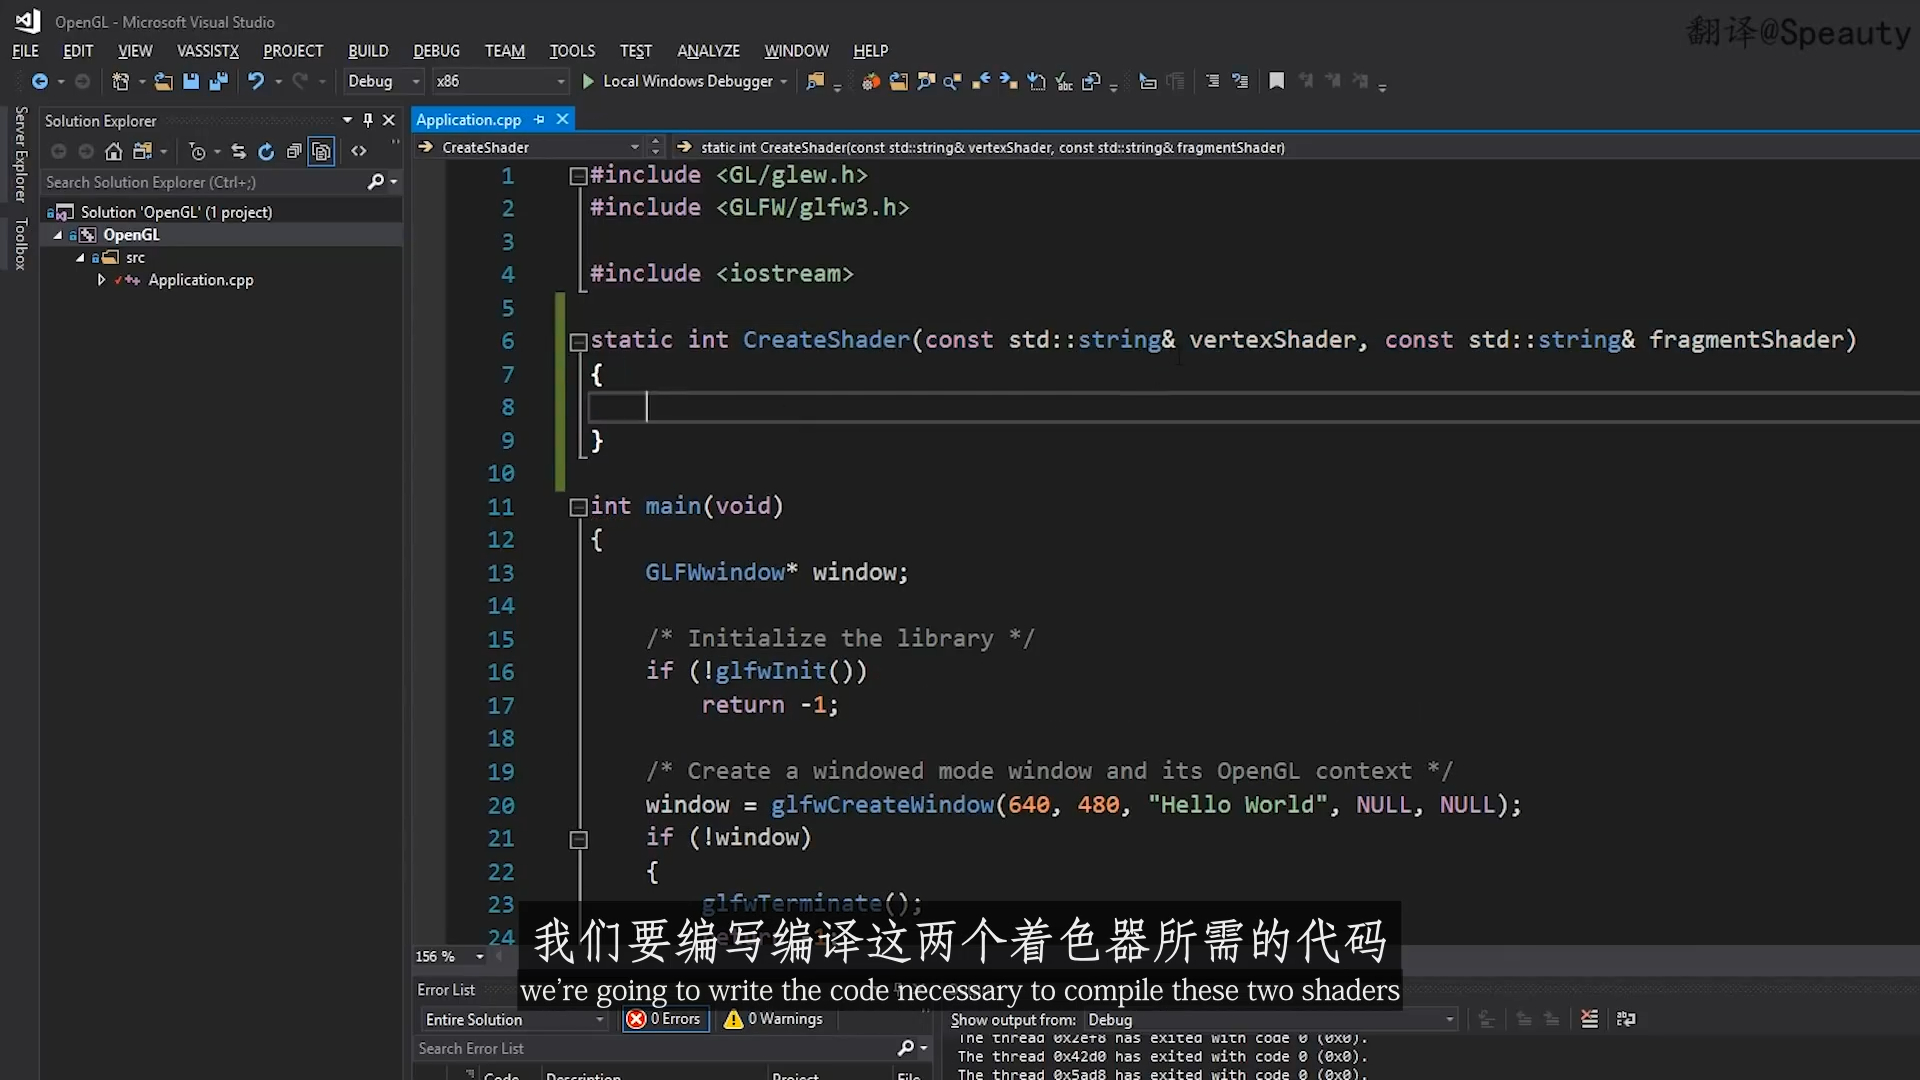 OpenGL - Microsoft Visual Studio
翻译@Speauty
FILE EDIT VIEW VASSISTX PROJECT BUILD DEBUG TEAM TOOLS TEST ANALYZE WINDOW HELP
Debug x86 Local Windows Debugger
Server Explorer
Toolbox
Solution Explorer
Search Solution Explorer (Ctrl+;)
Solution 'OpenGL' (1 project)
OpenGL
src
Application.cpp
Application.cpp
CreateShader static int CreateShader(const std::string& vertexShader, const std::string& fragmentShader)
1 #include <GL/glew.h>
2 #include <GLFW/glfw3.h>
3
4 #include <iostream>
5
6 static int CreateShader(const std::string& vertexShader, const std::string& fragmentShader)
7 {
8
9 }
10
11 int main(void)
12 {
13 GLFWwindow* window;
14
15 /* Initialize the library */
16 if (!glfwInit())
17 return -1;
18
19 /* Create a windowed mode window and its OpenGL context */
20 window = glfwCreateWindow(640, 480, "Hello World", NULL, NULL);
21 if (!window)
22 {
23 glfwTerminate();
24
我们要编写编译这两个着色器所需的代码
we're going to write the code necessary to compile these two shaders
156 %
Error List
Entire Solution 0 Errors 0 Warnings
Search Error List
Code Description Project File
Show output from: Debug
The thread 0x2ef8 has exited with code 0 (0x0).
The thread 0x42d0 has exited with code 0 (0x0).
The thread 0x5ad8 has exited with code 0 (0x0).